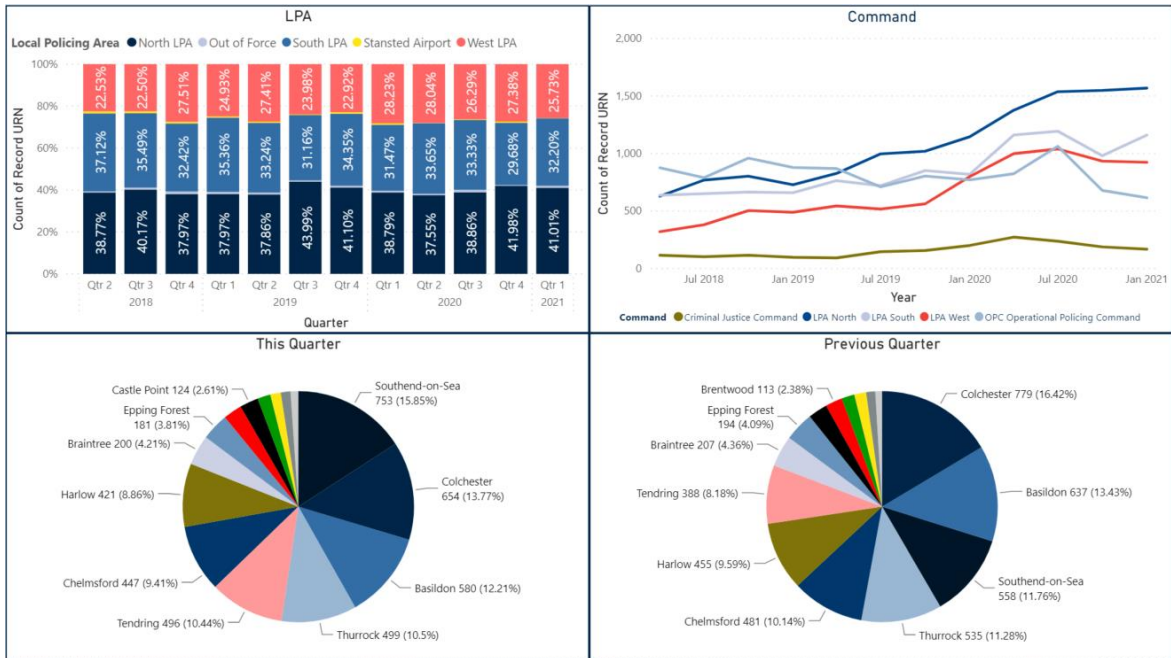 LPA
Local Policing Area North LPA Out of Force South LPA Stansted Airport West LPA
Count of Record URN
100%
80%
60%
40%
20%
0%
22.53% 22.50% 27.51% 24.93% 27.41% 23.98% 22.92% 28.23% 28.04% 26.29% 27.38% 25.73%
37.12% 35.49% 32.42% 35.36% 33.24% 31.16% 34.35% 31.47% 33.65% 33.33% 29.68% 32.20%
38.77% 40.17% 37.97% 37.97% 37.86% 43.99% 41.10% 38.79% 37.55% 38.86% 41.98% 41.01%
Qtr 2 Qtr 3 Qtr 4 Qtr 1 Qtr 2 Qtr 3 Qtr 4 Qtr 1 Qtr 2 Qtr 3 Qtr 4 Qtr 1
2018 2019 2020 2021
Quarter
Command
Count of Record URN
2,000
1,500
1,000
500
0
Jul 2018 Jan 2019 Jul 2019 Jan 2020 Jul 2020 Jan 2021
Year
Command Criminal Justice Command LPA North LPA South LPA West OPC Operational Policing Command
This Quarter
Southend-on-Sea
753 (15.85%)
Colchester
654 (13.77%)
Basildon 580 (12.21%)
Thurrock 499 (10.5%)
Tendring 496 (10.44%)
Chelmsford 447 (9.41%)
Harlow 421 (8.86%)
Braintree 200 (4.21%)
Epping Forest
181 (3.81%)
Castle Point 124 (2.61%)
Previous Quarter
Colchester 779 (16.42%)
Basildon 637 (13.43%)
Southend-on-Sea
558 (11.76%)
Thurrock 535 (11.28%)
Chelmsford 481 (10.14%)
Harlow 455 (9.59%)
Tendring 388 (8.18%)
Braintree 207 (4.36%)
Epping Forest
194 (4.09%)
Brentwood 113 (2.38%)